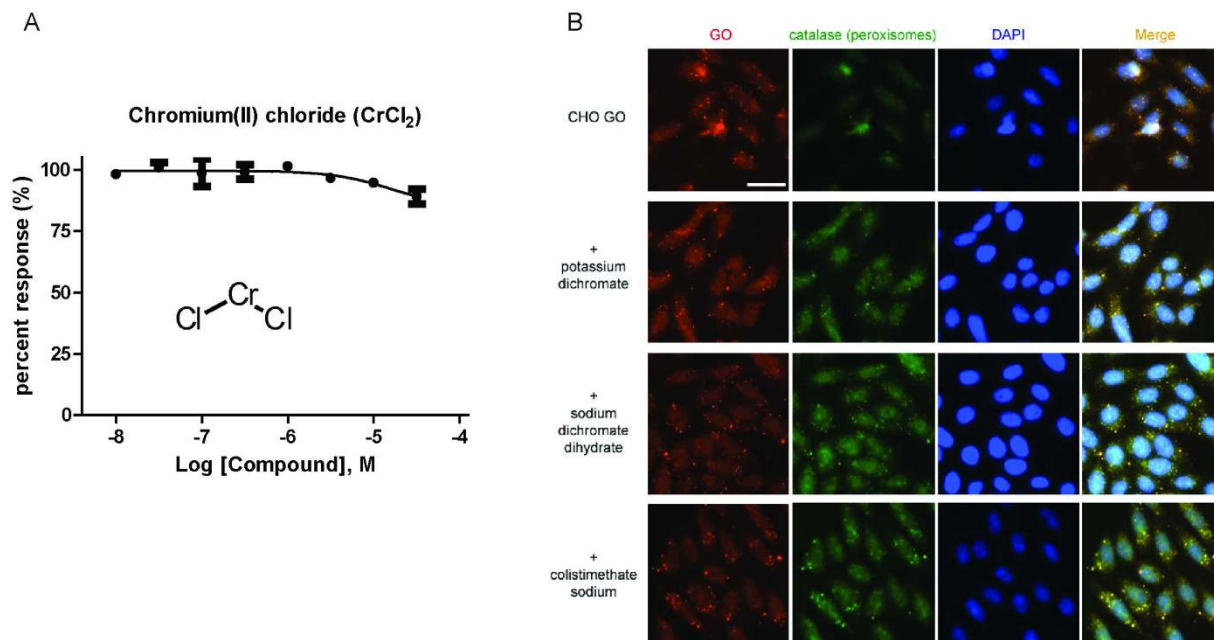 A
Chromium(II) chloride (CrCl₂)
percent response (%)
100
75
50
25
0
Cl Cr Cl
-8 -7 -6 -5 -4
Log [Compound], M
B
GO catalase (peroxisomes) DAPI Merge
CHO GO
+
potassium
dichromate
+
sodium
dichromate
dihydrate
+
colistimethate
sodium